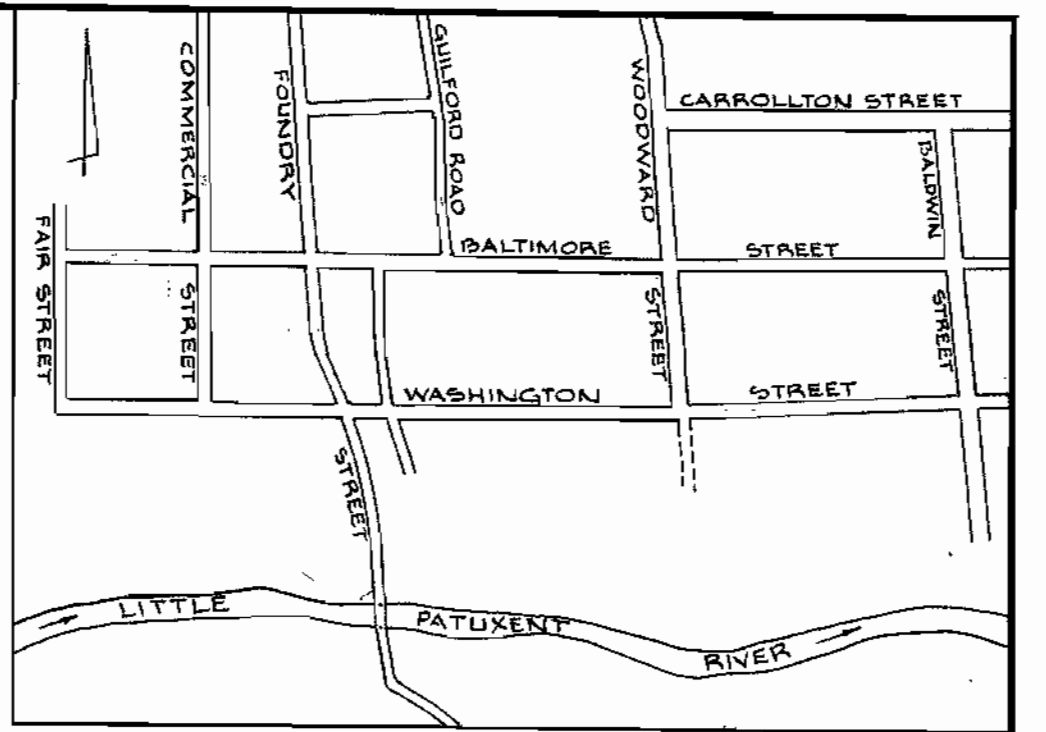 COMMERCIAL
STREET
FOUNDRY
STREET
GUILFORD ROAD
WOODWARD
STREET
CARROLLTON STREET
BALDWIN
STREET
FAIR STREET
BALTIMORE STREET
WASHINGTON STREET
LITTLE PATUXENT RIVER